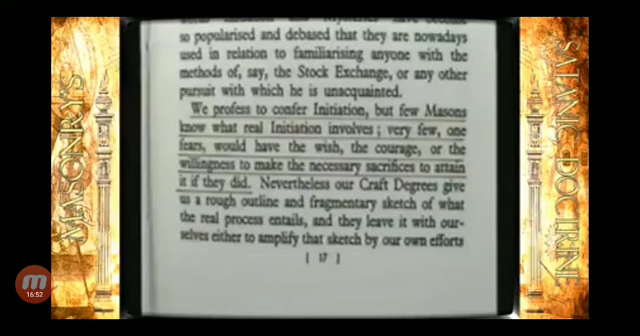 so popularised and debased that they are nowadays
used in relation to familiarising anyone with the
methods of, say, the Stock Exchange, or any other
pursuit with which he is unacquainted.
We profess to confer Initiation, but few Masons
know what real Initiation involves; very few, one
fears, would have the wish, the courage, or the
willingness to make the necessary sacrifices to attain
it if they did. Nevertheless our Craft Degrees give
us a rough outline and fragmentary sketch of what
the real process entails, and they leave it with our-
selves either to amplify that sketch by our own efforts
[ 17 ]
MASONRY'S
SATANIC DOCTRINE
16:52